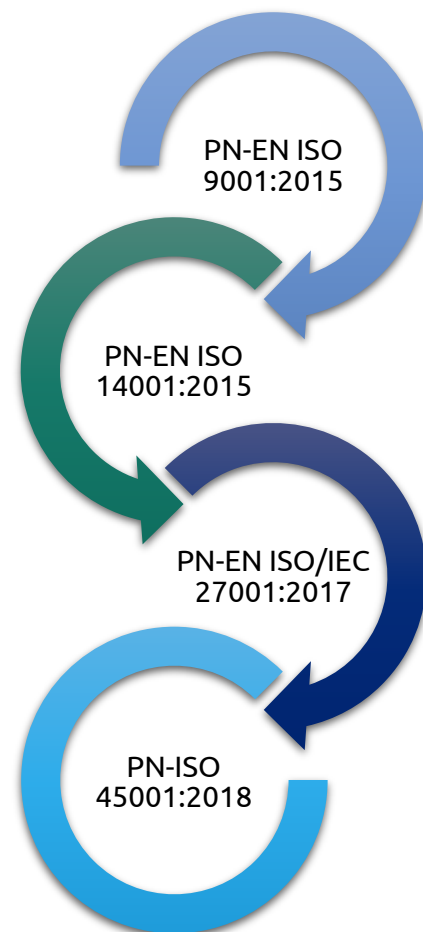 PN-EN ISO
9001:2015
PN-EN ISO
14001:2015
PN-EN ISO/IEC
27001:2017
PN-ISO
45001:2018